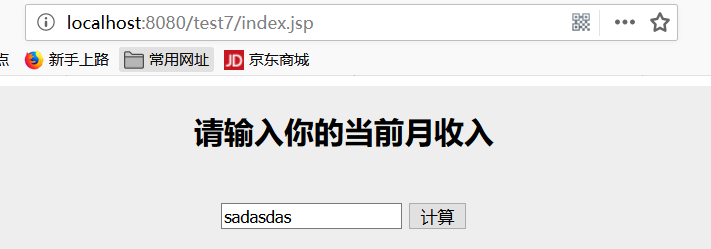 localhost:8080/test7/index.jsp
点 新手上路 常用网址 JD 京东商城
请输入你的当前月收入
sadasdas 计算